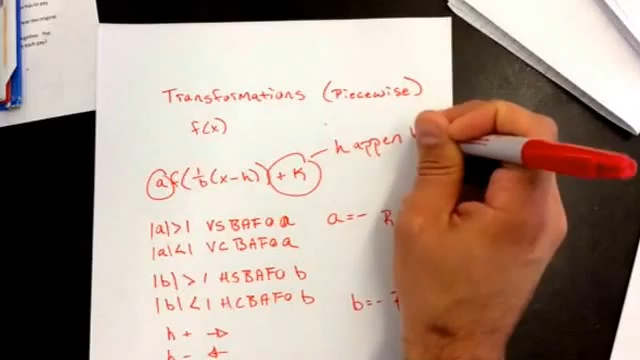 Transformations (Piecewise)
f(x)
af(1/b(x-h)) + K
happen
|a|>1 VSBAFO a
a = - R
|a|<1 VCBAFO a
|b|>1 HSBAFO b
|b|<1 HCBAFO b
b = -
h + →
h - ←